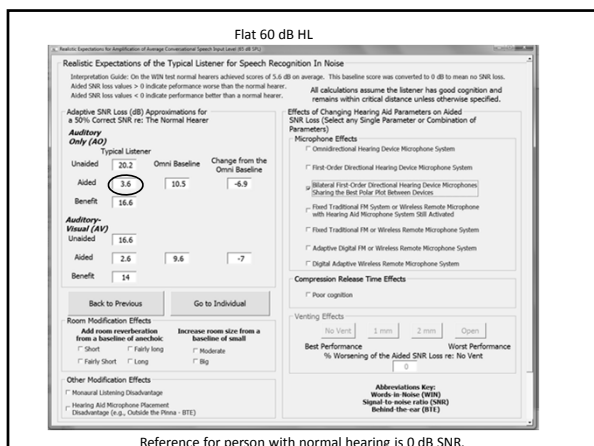 Flat 60 dB HL
Realistic Expectations for Amplification of Average Conversational Speech Input Level (65 dB SPL)
Realistic Expectations of the Typical Listener for Speech Recognition In Noise
Interpretation Guide: On the WIN test normal hearers achieved scores of 5.6 dB on average. This baseline score was converted to 0 dB to mean no SNR loss.
Aided SNR loss values > 0 indicate peformance worse than the normal hearer.
Aided SNR loss values < 0 indicate performance better than a normal hearer.
All calculations assume the listener has good cognition and
remains within critical distance unless otherwise specified.
Adaptive SNR Loss (dB) Approximations for
a 50% Correct SNR re: The Normal Hearer
Auditory
Only (AO)
Typical Listener
Unaided 20.2 Omni Baseline Change from the
Omni Baseline
Aided 3.6 10.5 -6.9
Benefit 16.6
Auditory-
Visual (AV)
Unaided 16.6
Aided 2.6 9.6 -7
Benefit 14
Back to Previous Go to Individual
Room Modification Effects
Add room reverberation
from a baseline of anechoic
Short Fairly long
Fairly Short Long
Increase room size from a
baseline of small
Moderate
Big
Other Modification Effects
Monaural Listening Disadvantage
Hearing Aid Microphone Placement
Disadvantage (e.g., Outside the Pinna - BTE)
Effects of Changing Hearing Aid Parameters on Aided
SNR Loss (Select any Single Parameter or Combination of
Parameters)
Microphone Effects
Omnidirectional Hearing Device Microphone System
First-Order Directional Hearing Device Microphone System
Bilateral First-Order Directional Hearing Device Microphones
Sharing the Best Polar Plot Between Devices
Fixed Traditional FM System or Wireless Remote Microphone
with Hearing Aid Microphone System Still Activated
Fixed Traditional FM or Wireless Remote Microphone System
Adaptive Digital FM or Wireless Remote Microphone System
Digital Adaptive Wireless Remote Microphone System
Compression Release Time Effects
Poor cognition
Venting Effects
No Vent 1 mm 2 mm Open
Best Performance Worst Performance
% Worsening of the Aided SNR Loss re: No Vent
0
Abbreviations Key:
Words-in-Noise (WIN)
Signal-to-noise ratio (SNR)
Behind-the-ear (BTE)
Reference for person with normal hearing is 0 dB SNR.